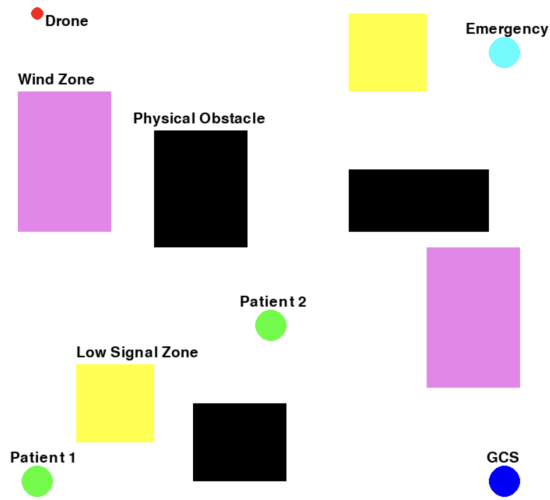 Drone
Emergency
Wind Zone
Physical Obstacle
Patient 2
Low Signal Zone
Patient 1
GCS